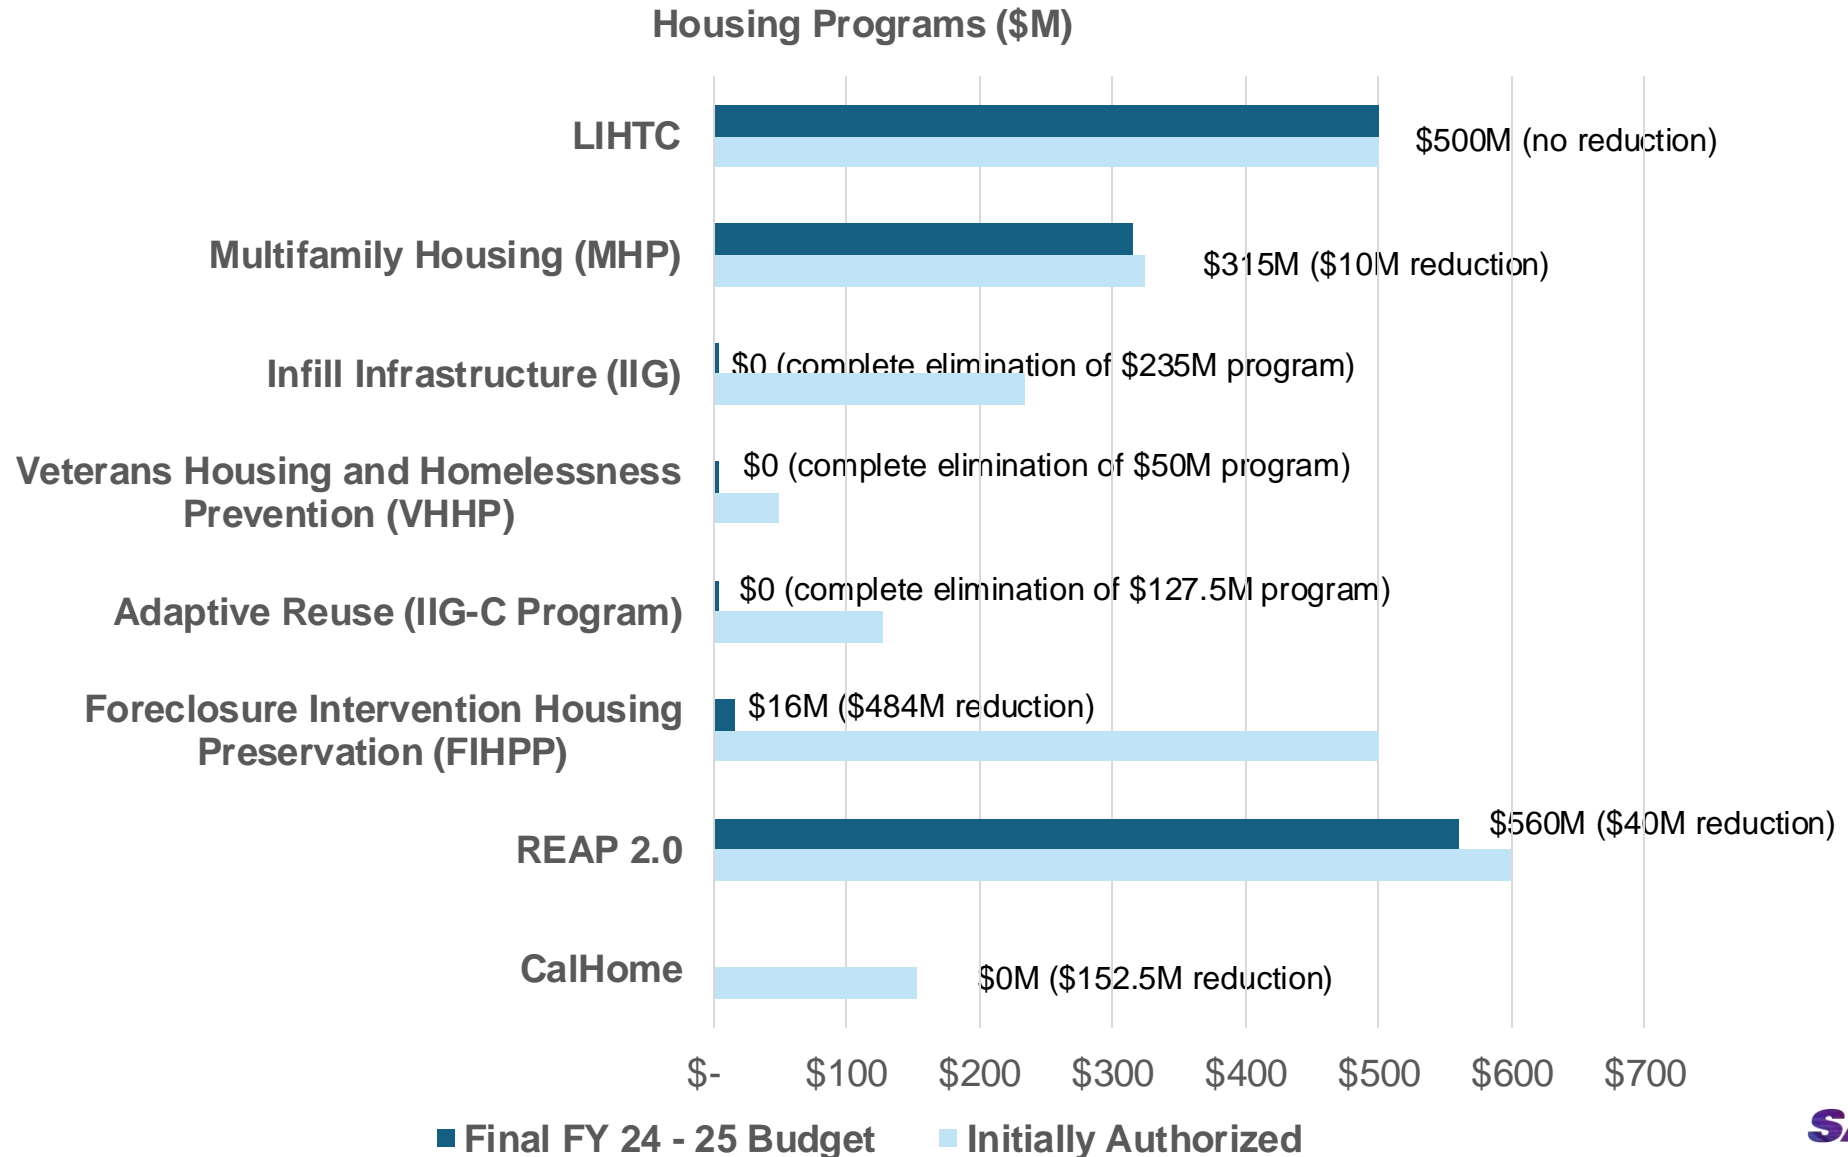 Housing Programs ($M)
LIHTC
$500M (no reduction)
Multifamily Housing (MHP)
$315M ($10M reduction)
Infill Infrastructure (IIG)
$0 (complete elimination of $235M program)
Veterans Housing and Homelessness
Prevention (VHHP)
$0 (complete elimination of $50M program)
Adaptive Reuse (IIG-C Program)
$0 (complete elimination of $127.5M program)
Foreclosure Intervention Housing
Preservation (FIHPP)
$16M ($484M reduction)
REAP 2.0
$560M ($40M reduction)
CalHome
$0M ($152.5M reduction)
$- $100 $200 $300 $400 $500 $600 $700
Final FY 24 - 25 Budget Initially Authorized